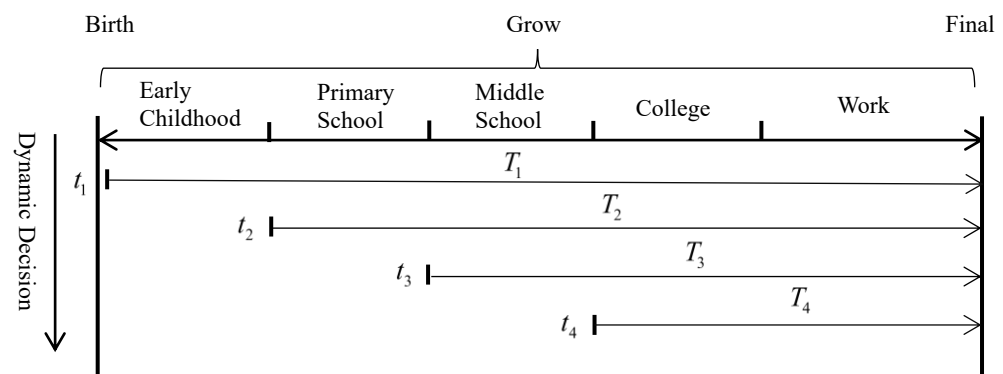 Birth
Grow
Final
Early
Childhood
Primary
School
Middle
School
College
Work
Dynamic Decision
t₁
T₁
t₂
T₂
t₃
T₃
t₄
T₄